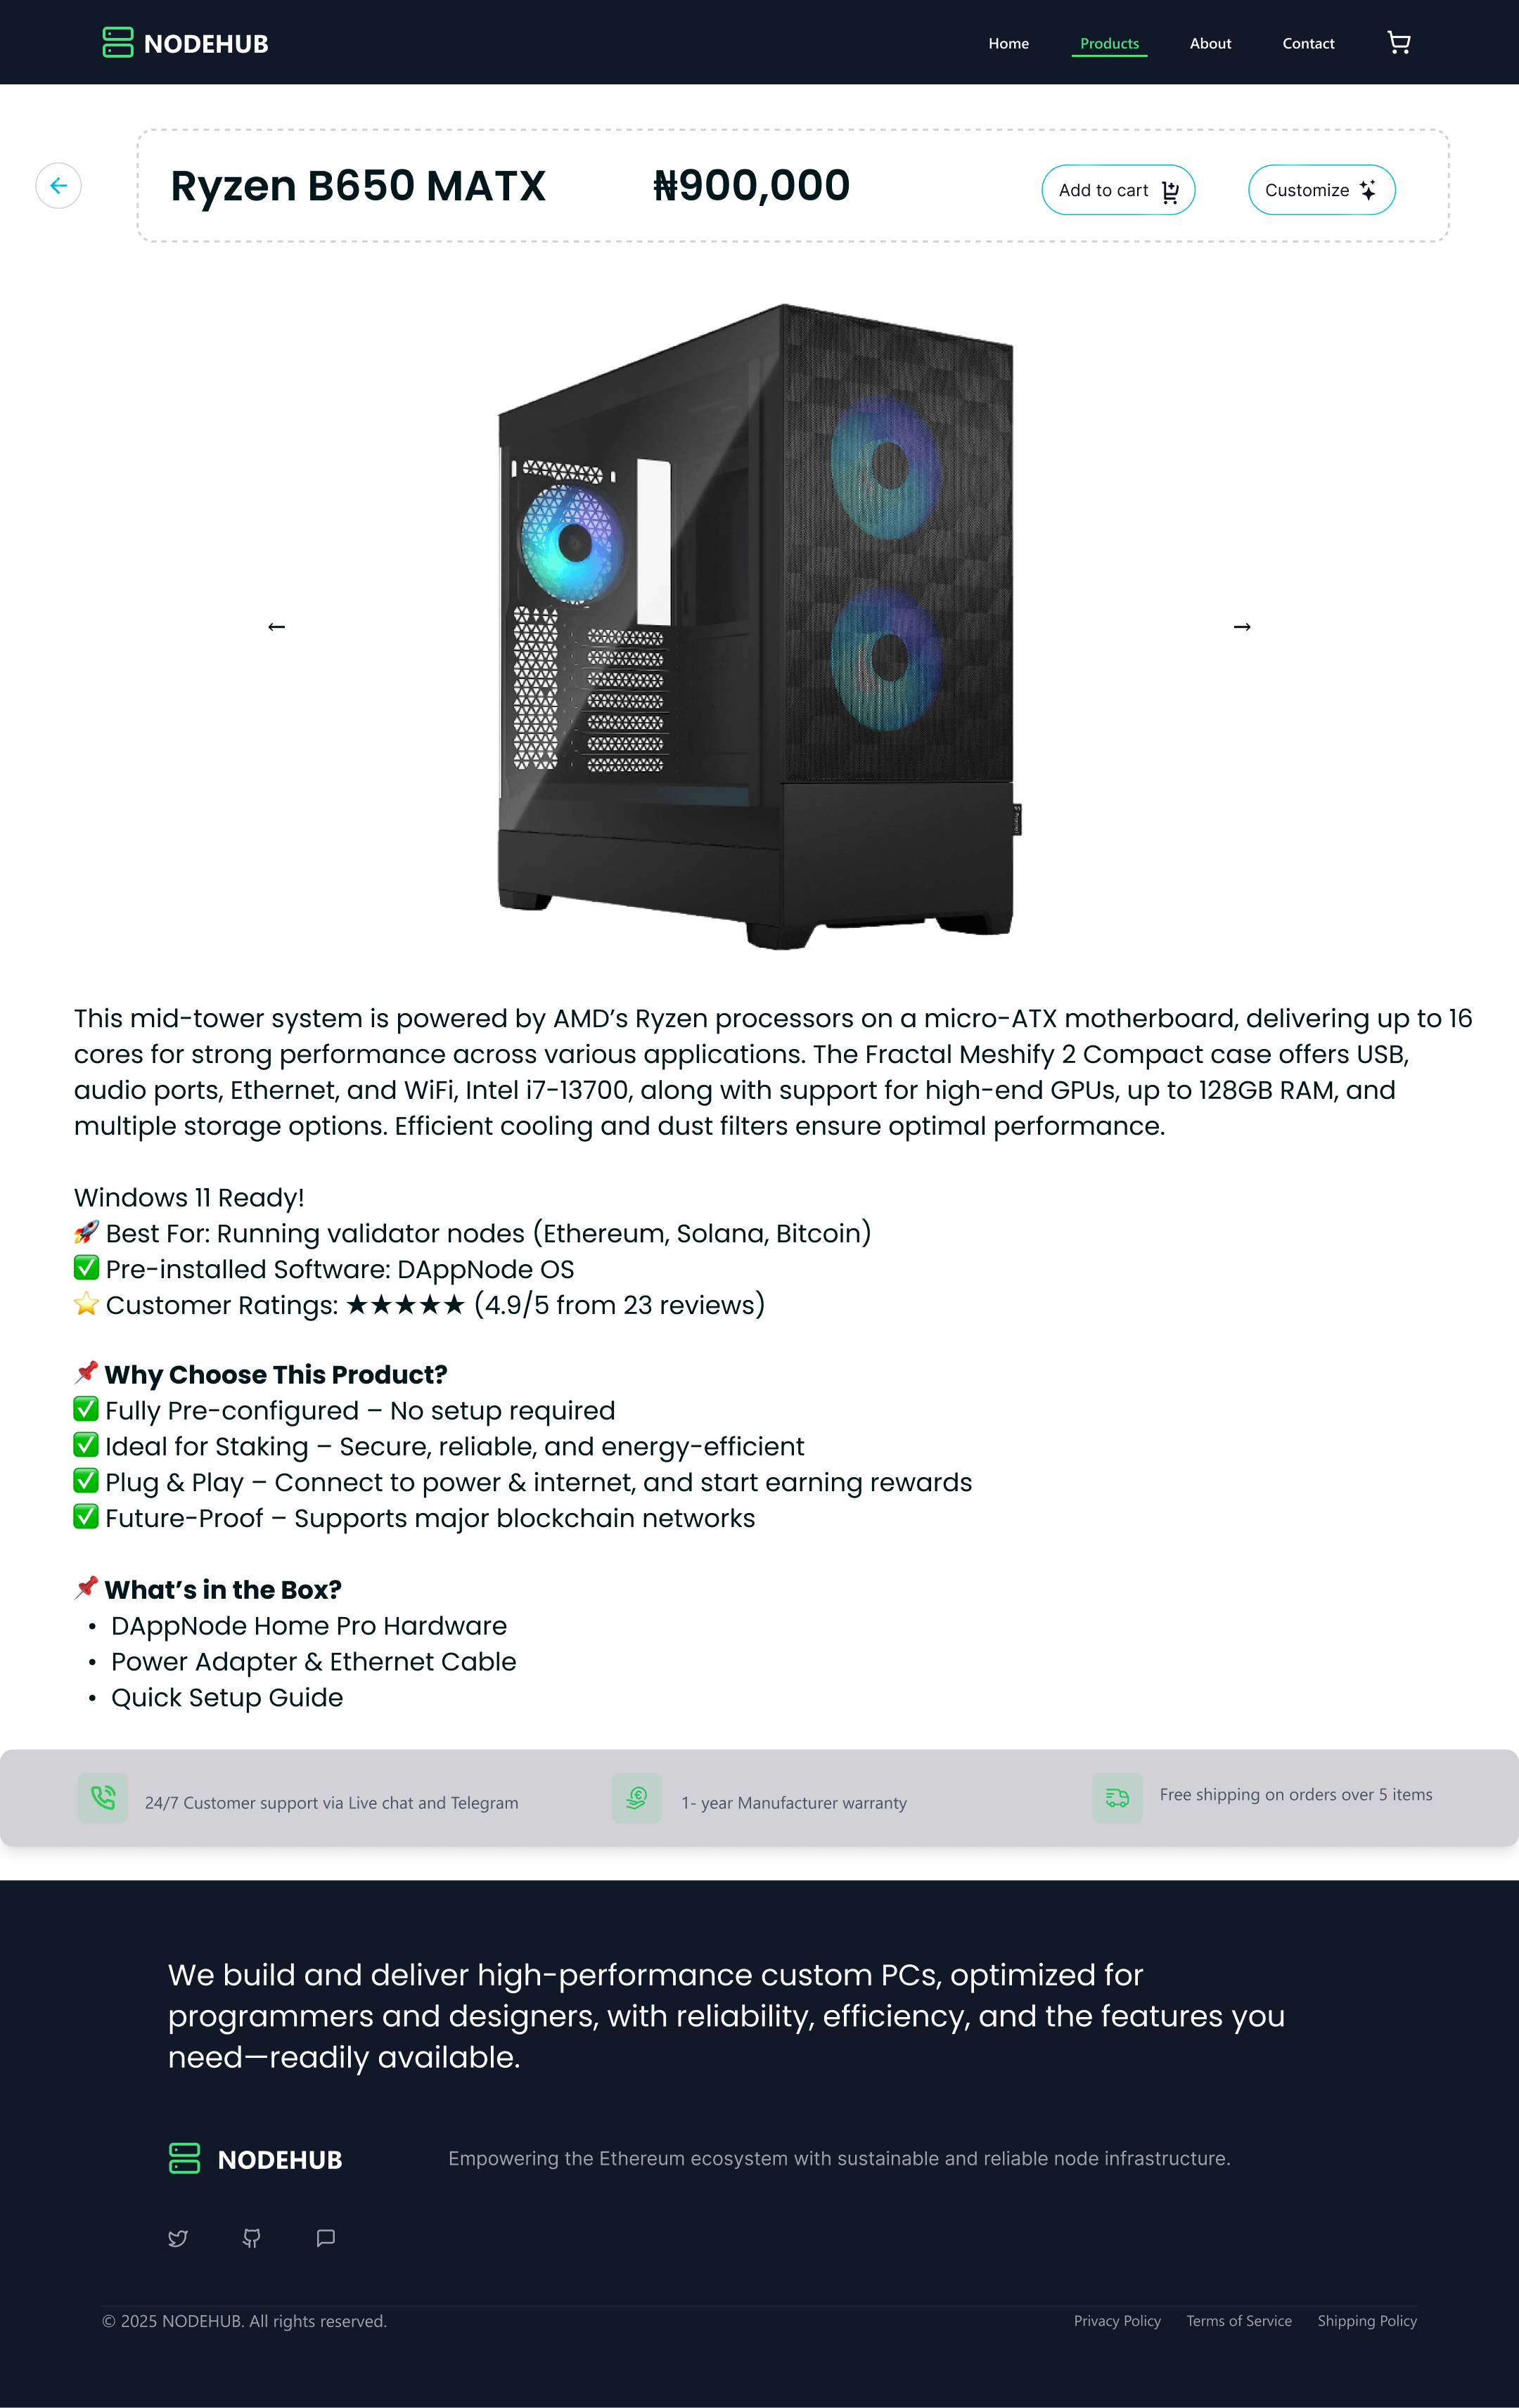 NODEHUB
Home Products About Contact
Ryzen B650 MATX ₦900,000 Add to cart Customize
← →
This mid-tower system is powered by AMD’s Ryzen processors on a micro-ATX motherboard, delivering up to 16
cores for strong performance across various applications. The Fractal Meshify 2 Compact case offers USB,
audio ports, Ethernet, and WiFi, Intel i7-13700, along with support for high-end GPUs, up to 128GB RAM, and
multiple storage options. Efficient cooling and dust filters ensure optimal performance.
Windows 11 Ready!
🚀 Best For: Running validator nodes (Ethereum, Solana, Bitcoin)
✅ Pre-installed Software: DAppNode OS
⭐ Customer Ratings: ★★★★★ (4.9/5 from 23 reviews)
📌 Why Choose This Product?
✅ Fully Pre-configured – No setup required
✅ Ideal for Staking – Secure, reliable, and energy-efficient
✅ Plug & Play – Connect to power & internet, and start earning rewards
✅ Future-Proof – Supports major blockchain networks
📌 What’s in the Box?
• DAppNode Home Pro Hardware
• Power Adapter & Ethernet Cable
• Quick Setup Guide
24/7 Customer support via Live chat and Telegram
1- year Manufacturer warranty
Free shipping on orders over 5 items
We build and deliver high-performance custom PCs, optimized for
programmers and designers, with reliability, efficiency, and the features you
need—readily available.
NODEHUB
Empowering the Ethereum ecosystem with sustainable and reliable node infrastructure.
© 2025 NODEHUB. All rights reserved.
Privacy Policy Terms of Service Shipping Policy